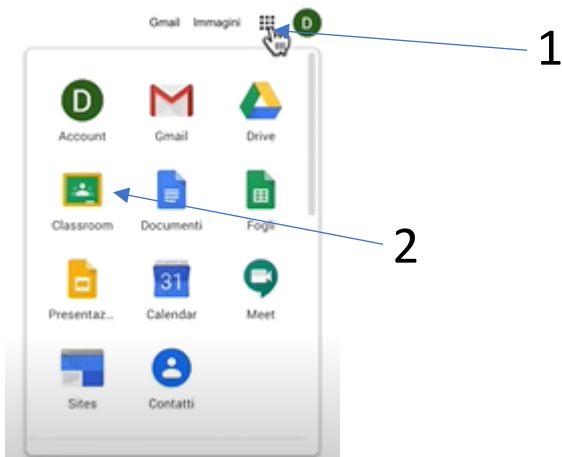 Gmail Immagini D
1
D
Account Gmail Drive
Classroom Documenti Fogli
2
31
Presentaz... Calendar Meet
Sites Contatti